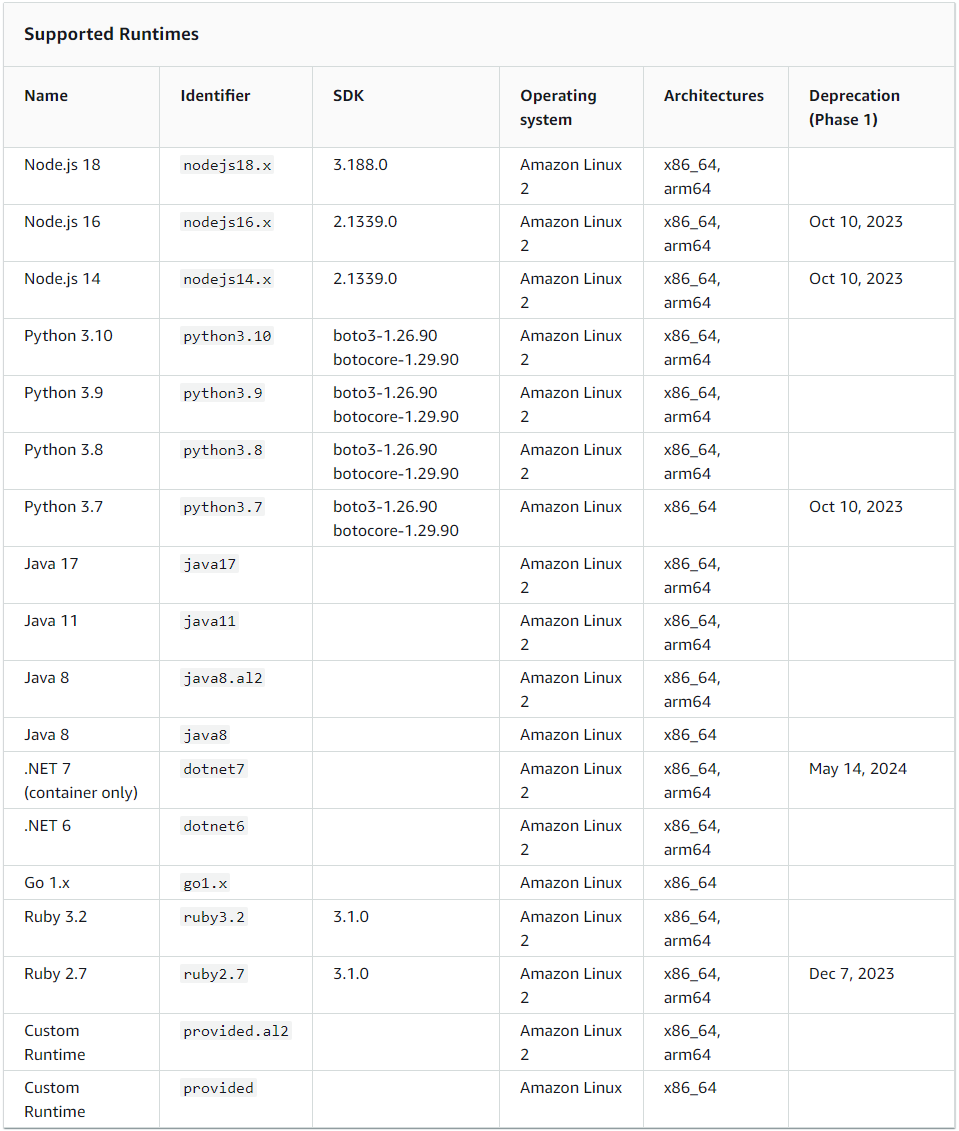 Supported Runtimes
Name Identifier SDK Operating system Architectures Deprecation (Phase 1)
Node.js 18 nodejs18.x 3.188.0 Amazon Linux 2 x86_64, arm64
Node.js 16 nodejs16.x 2.1339.0 Amazon Linux 2 x86_64, arm64 Oct 10, 2023
Node.js 14 nodejs14.x 2.1339.0 Amazon Linux 2 x86_64, arm64 Oct 10, 2023
Python 3.10 python3.10 boto3-1.26.90 botocore-1.29.90 Amazon Linux 2 x86_64, arm64
Python 3.9 python3.9 boto3-1.26.90 botocore-1.29.90 Amazon Linux 2 x86_64, arm64
Python 3.8 python3.8 boto3-1.26.90 botocore-1.29.90 Amazon Linux 2 x86_64, arm64
Python 3.7 python3.7 boto3-1.26.90 botocore-1.29.90 Amazon Linux x86_64 Oct 10, 2023
Java 17 java17 Amazon Linux 2 x86_64, arm64
Java 11 java11 Amazon Linux 2 x86_64, arm64
Java 8 java8.al2 Amazon Linux 2 x86_64, arm64
Java 8 java8 Amazon Linux x86_64
.NET 7 (container only) dotnet7 Amazon Linux 2 x86_64, arm64 May 14, 2024
.NET 6 dotnet6 Amazon Linux 2 x86_64, arm64
Go 1.x go1.x Amazon Linux x86_64
Ruby 3.2 ruby3.2 3.1.0 Amazon Linux 2 x86_64, arm64
Ruby 2.7 ruby2.7 3.1.0 Amazon Linux 2 x86_64, arm64 Dec 7, 2023
Custom Runtime provided.al2 Amazon Linux 2 x86_64, arm64
Custom Runtime provided Amazon Linux x86_64